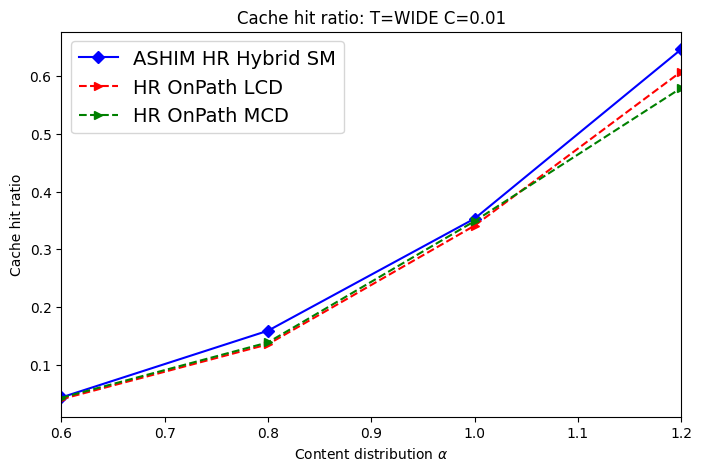 Cache hit ratio: T=WIDE C=0.01
ASHIM HR Hybrid SM
HR OnPath LCD
HR OnPath MCD
Cache hit ratio
0.6
0.5
0.4
0.3
0.2
0.1
0.6 0.7 0.8 0.9 1.0 1.1 1.2
Content distribution α